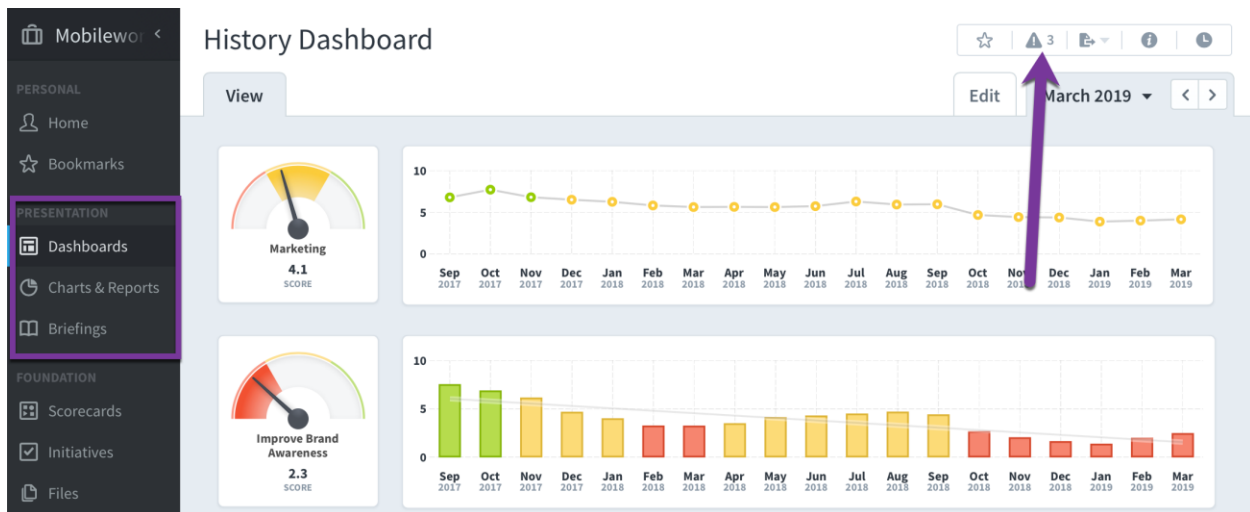 Mobilewor
History Dashboard
3
PERSONAL
Home
Bookmarks
PRESENTATION
Dashboards
Charts & Reports
Briefings
FOUNDATION
Scorecards
Initiatives
Files
View
Edit
March 2019
Marketing
4.1
SCORE
10
5
0
Sep Oct Nov Dec Jan Feb Mar Apr May Jun Jul Aug Sep Oct Nov Dec Jan Feb Mar
2017 2017 2017 2017 2018 2018 2018 2018 2018 2018 2018 2018 2018 2018 2018 2018 2019 2019 2019
Improve Brand
Awareness
2.3
SCORE
10
5
0
Sep Oct Nov Dec Jan Feb Mar Apr May Jun Jul Aug Sep Oct Nov Dec Jan Feb Mar
2017 2017 2017 2017 2018 2018 2018 2018 2018 2018 2018 2018 2018 2018 2018 2018 2019 2019 2019